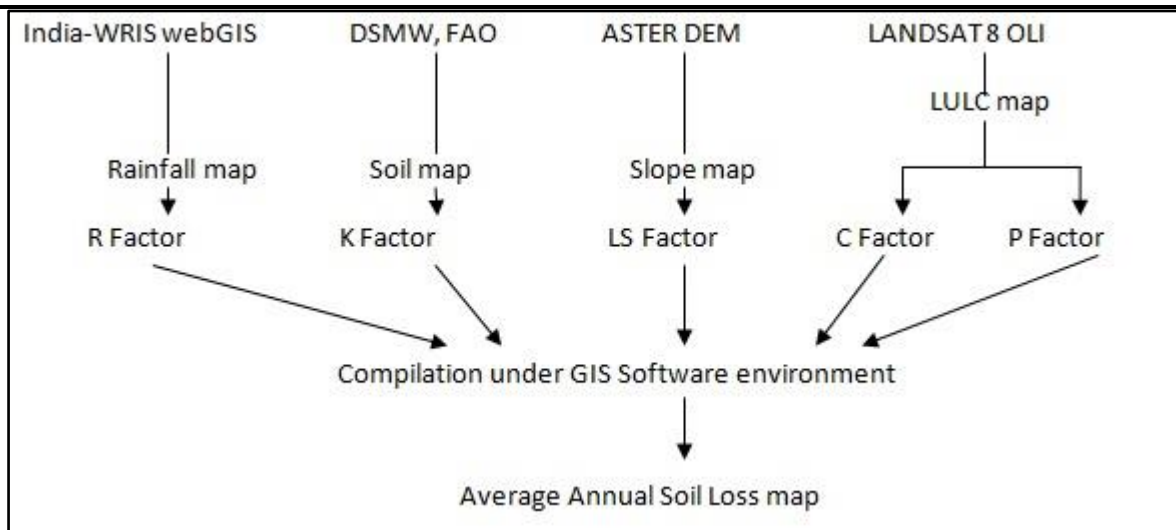 India-WRIS webGIS DSMW, FAO ASTER DEM LANDSAT 8 OLI
LULC map
Rainfall map Soil map Slope map
R Factor K Factor LS Factor C Factor P Factor
Compilation under GIS Software environment
Average Annual Soil Loss map